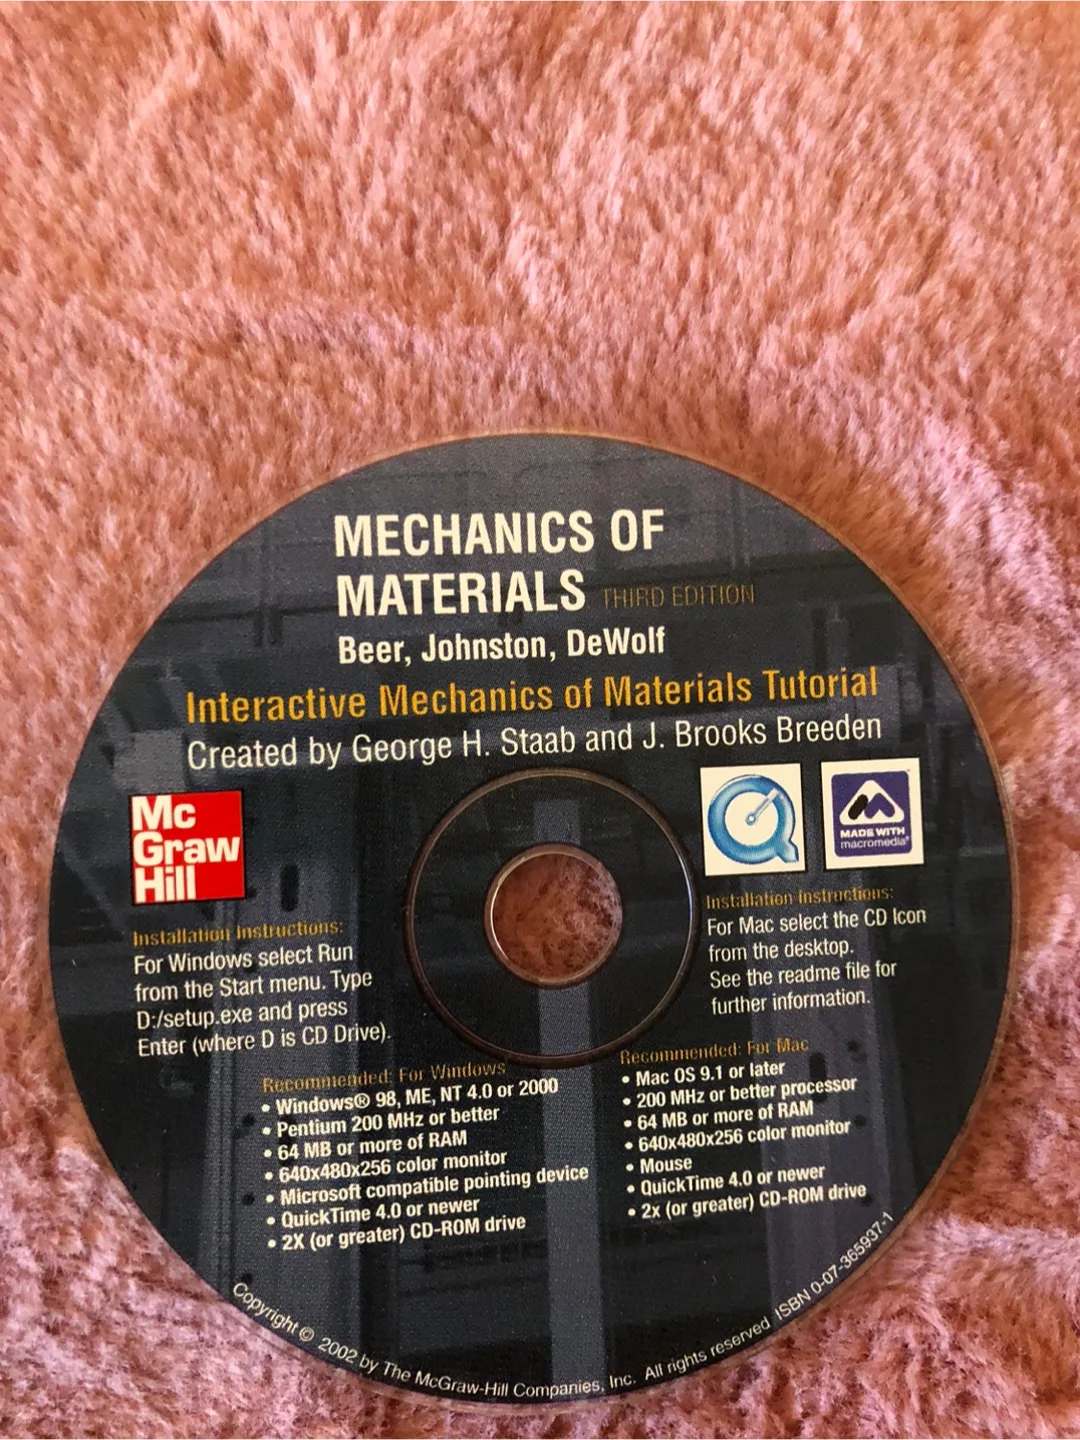 MECHANICS OF
MATERIALS THIRD EDITION
Beer, Johnston, DeWolf
Interactive Mechanics of Materials Tutorial
Created by George H. Staab and J. Brooks Breeden
Mc
Graw
Hill
MADE WITH
macromedia®
Installation Instructions:
For Windows select Run
from the Start menu. Type
D:/setup.exe and press
Enter (where D is CD Drive).
Installation Instructions:
For Mac select the CD Icon
from the desktop.
See the readme file for
further information.
Recommended: For Windows
• Windows® 98, ME, NT 4.0 or 2000
• Pentium 200 MHz or better
• 64 MB or more of RAM
• 640x480x256 color monitor
• Microsoft compatible pointing device
• QuickTime 4.0 or newer
• 2X (or greater) CD-ROM drive
Recommended: For Mac
• Mac OS 9.1 or later
• 200 MHz or better processor
• 64 MB or more of RAM
• 640x480x256 color monitor
• Mouse
• QuickTime 4.0 or newer
• 2x (or greater) CD-ROM drive
Copyright © 2002 by The McGraw-Hill Companies, Inc. All rights reserved ISBN 0-07-365937-1